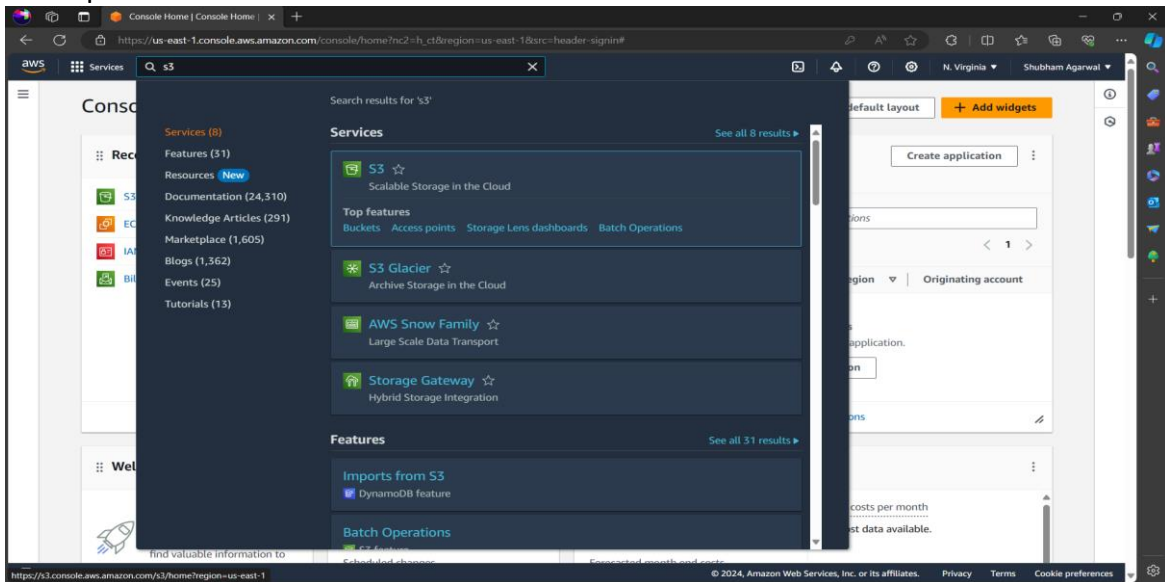 Console Home | Console Home |
https://us-east-1.console.aws.amazon.com/console/home?nc2=h_ct&region=us-east-1&src=header-signin#
aws
Services
s3
N. Virginia
Shubham Agarwal
Conso
default layout
+ Add widgets
Search results for 's3'
Services (8)
Features (31)
Resources New
Documentation (24,310)
Knowledge Articles (291)
Marketplace (1,605)
Blogs (1,362)
Events (25)
Tutorials (13)
Services
See all 8 results
S3
Scalable Storage in the Cloud
Top features
Buckets Access points Storage Lens dashboards Batch Operations
S3 Glacier
Archive Storage in the Cloud
AWS Snow Family
Large Scale Data Transport
Storage Gateway
Hybrid Storage Integration
Features
See all 31 results
Imports from S3
DynamoDB feature
Batch Operations
Rec
S3
EC
IAM
Bil
Create application
tions
1
egion
Originating account
application.
on
ons
Wel
find valuable information to
costs per month
st data available.
https://s3.console.aws.amazon.com/s3/home?region=us-east-1
© 2024, Amazon Web Services, Inc. or its affiliates. Privacy Terms Cookie preferences